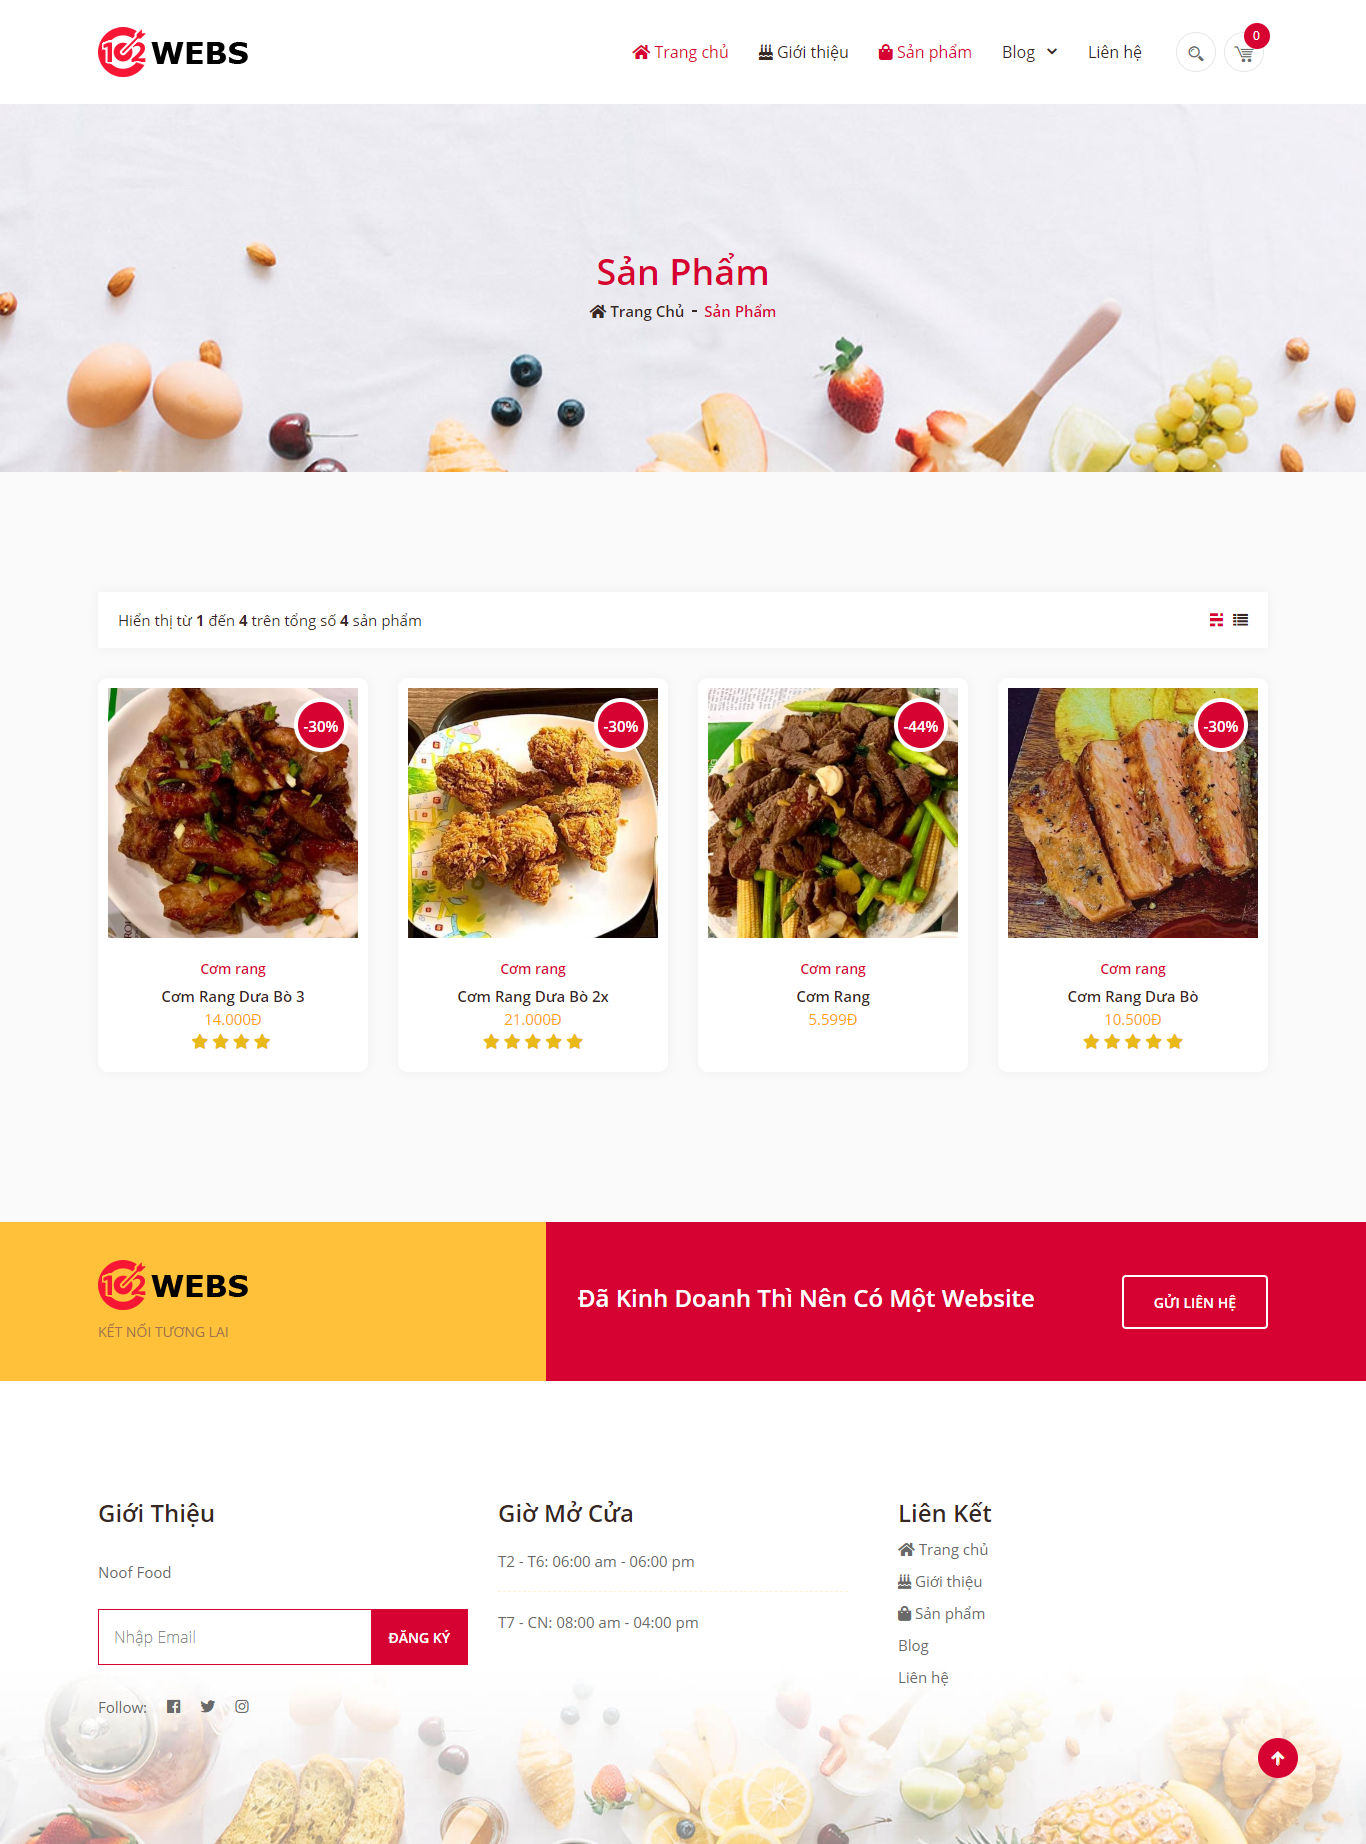 102 WEBS
Trang chủ Giới thiệu Sản phẩm Blog Liên hệ 0
Sản Phẩm
Trang Chủ - Sản Phẩm
Hiển thị từ 1 đến 4 trên tổng số 4 sản phẩm
-30%
Cơm rang
Cơm Rang Dưa Bò 3
14.000Đ
-30%
Cơm rang
Cơm Rang Dưa Bò 2x
21.000Đ
-44%
Cơm rang
Cơm Rang
5.599Đ
-30%
Cơm rang
Cơm Rang Dưa Bò
10.500Đ
102 WEBS
KẾT NỐI TƯƠNG LAI
Đã Kinh Doanh Thì Nên Có Một Website
GỬI LIÊN HỆ
Giới Thiệu
Noof Food
Nhập Email
ĐĂNG KÝ
Follow:
Giờ Mở Cửa
T2 - T6: 06:00 am - 06:00 pm
T7 - CN: 08:00 am - 04:00 pm
Liên Kết
Trang chủ
Giới thiệu
Sản phẩm
Blog
Liên hệ